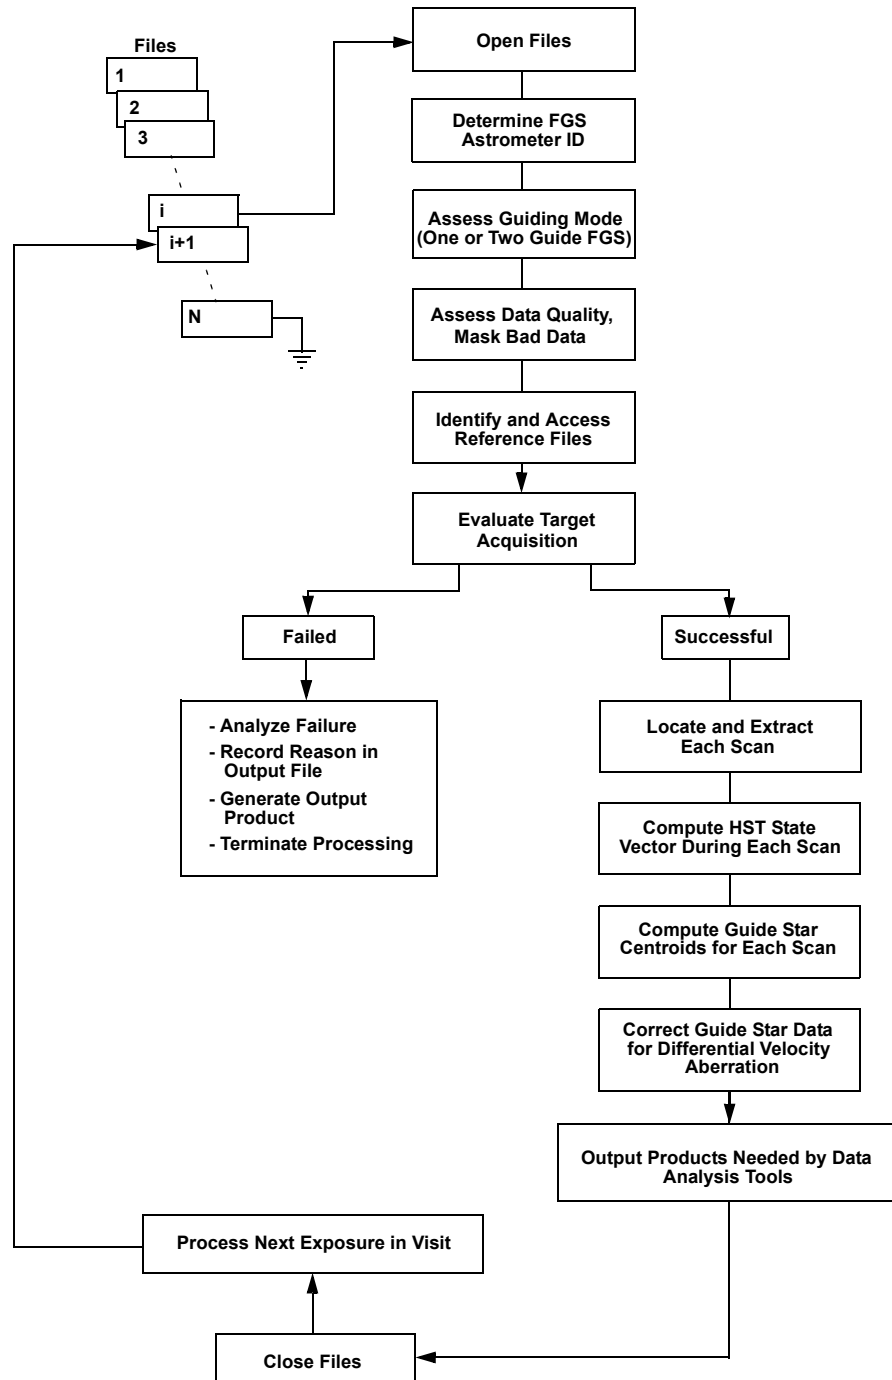 Files
1
2
3
i
i+1
N
Open Files
Determine FGS
Astrometer ID
Assess Guiding Mode
(One or Two Guide FGS)
Assess Data Quality,
Mask Bad Data
Identify and Access
Reference Files
Evaluate Target
Acquisition
Failed
- Analyze Failure
- Record Reason in
Output File
- Generate Output
Product
- Terminate Processing
Successful
Locate and Extract
Each Scan
Compute HST State
Vector During Each Scan
Compute Guide Star
Centroids for Each Scan
Correct Guide Star Data
for Differential Velocity
Aberration
Output Products Needed by Data
Analysis Tools
Process Next Exposure in Visit
Close Files